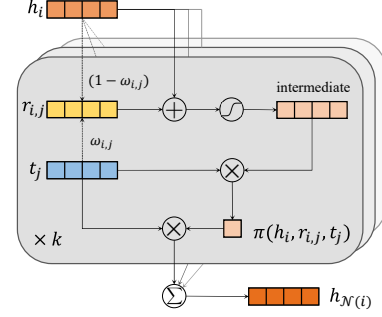 h_i
(1 − ω_{i,j})
intermediate
r_{i,j}
+
ω_{i,j}
t_j
×
×
π(h_i, r_{i,j}, t_j)
× k
Σ
h_{𝒩(i)}